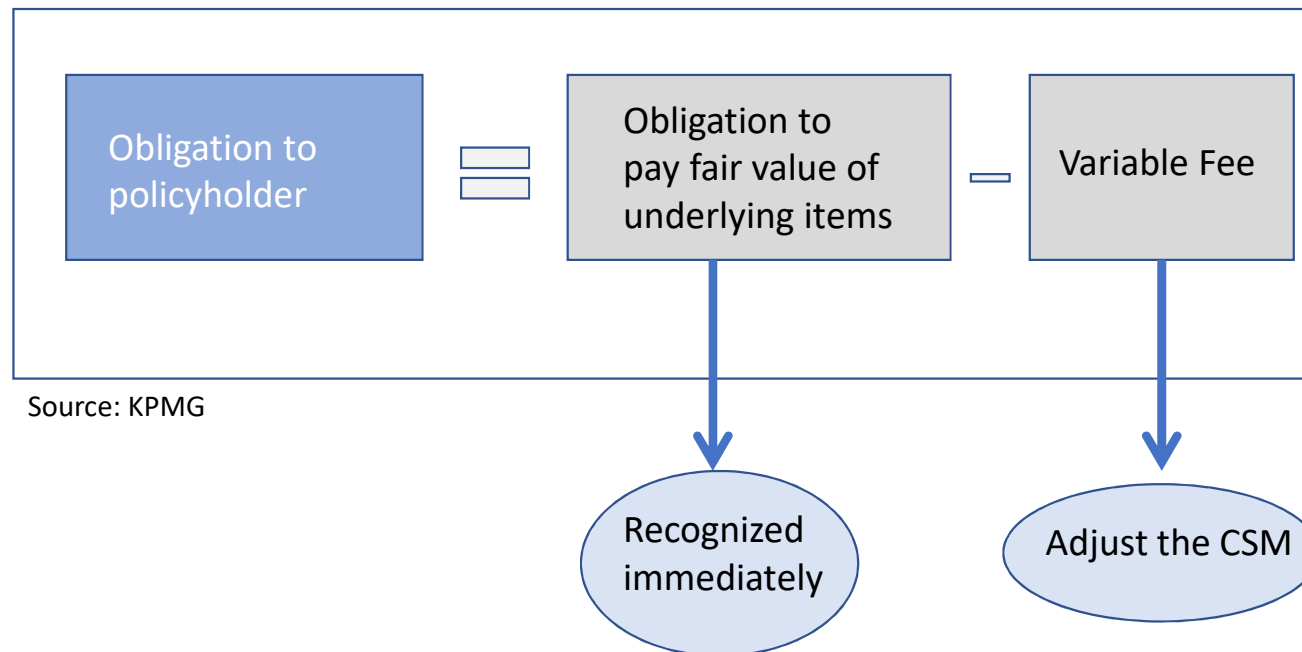 Obligation to
policyholder
Obligation to
pay fair value of
underlying items
Variable Fee
Source: KPMG
Recognized
immediately
Adjust the CSM